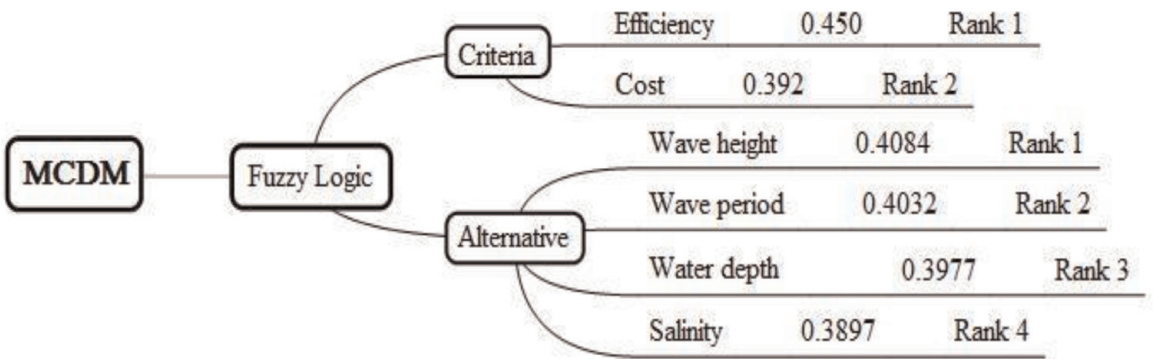 MCDM
Fuzzy Logic
Criteria
Efficiency 0.450 Rank 1
Cost 0.392 Rank 2
Alternative
Wave height 0.4084 Rank 1
Wave period 0.4032 Rank 2
Water depth 0.3977 Rank 3
Salinity 0.3897 Rank 4